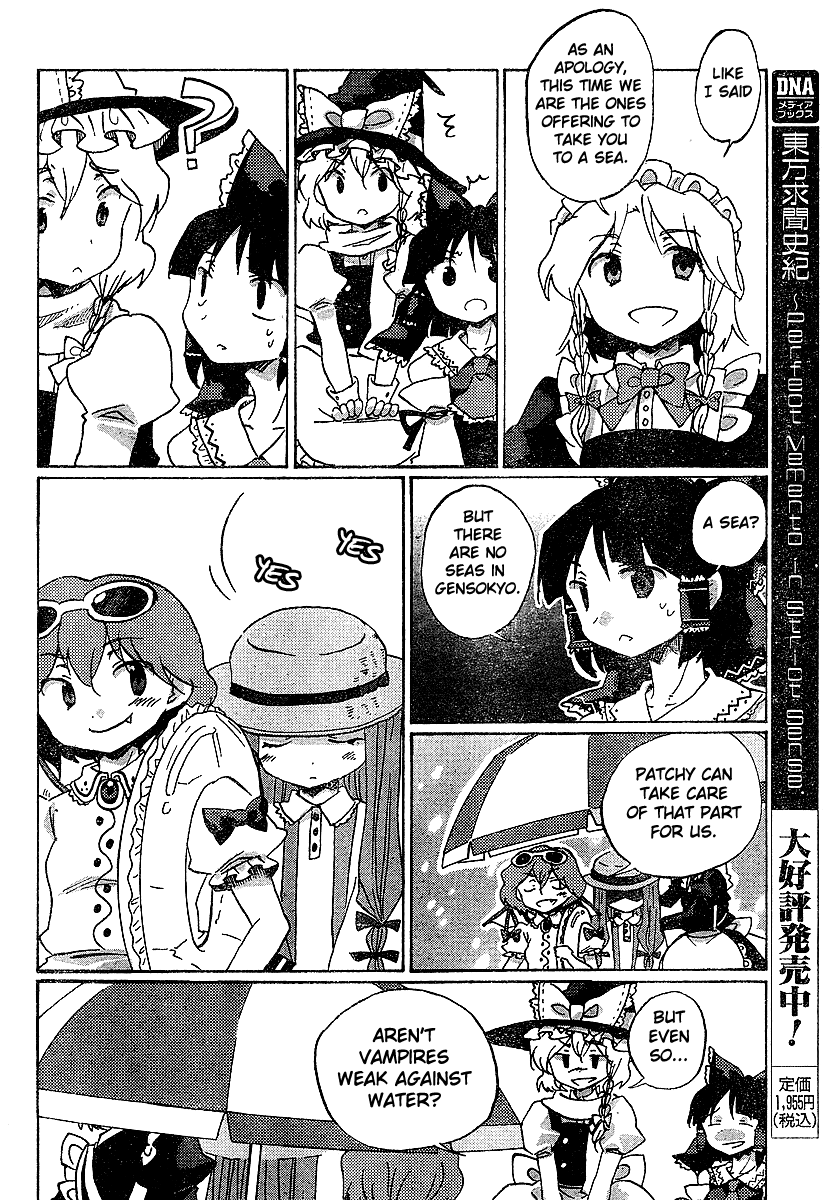 LIKE
I SAID
AS AN
APOLOGY,
THIS TIME WE
ARE THE ONES
OFFERING TO
TAKE YOU
TO A SEA.
?
A SEA?
BUT
THERE
ARE NO
SEAS IN
GENSOKYO.
YES
YES
PATCHY CAN
TAKE CARE
OF THAT PART
FOR US.
BUT
EVEN
SO...
AREN'T
VAMPIRES
WEAK AGAINST
WATER?
DNA
メディア
ブックス
東方求聞史紀 ～Perfect Memento in Strict Sense.
大好評発売中！
定価
1,955円
(税込)